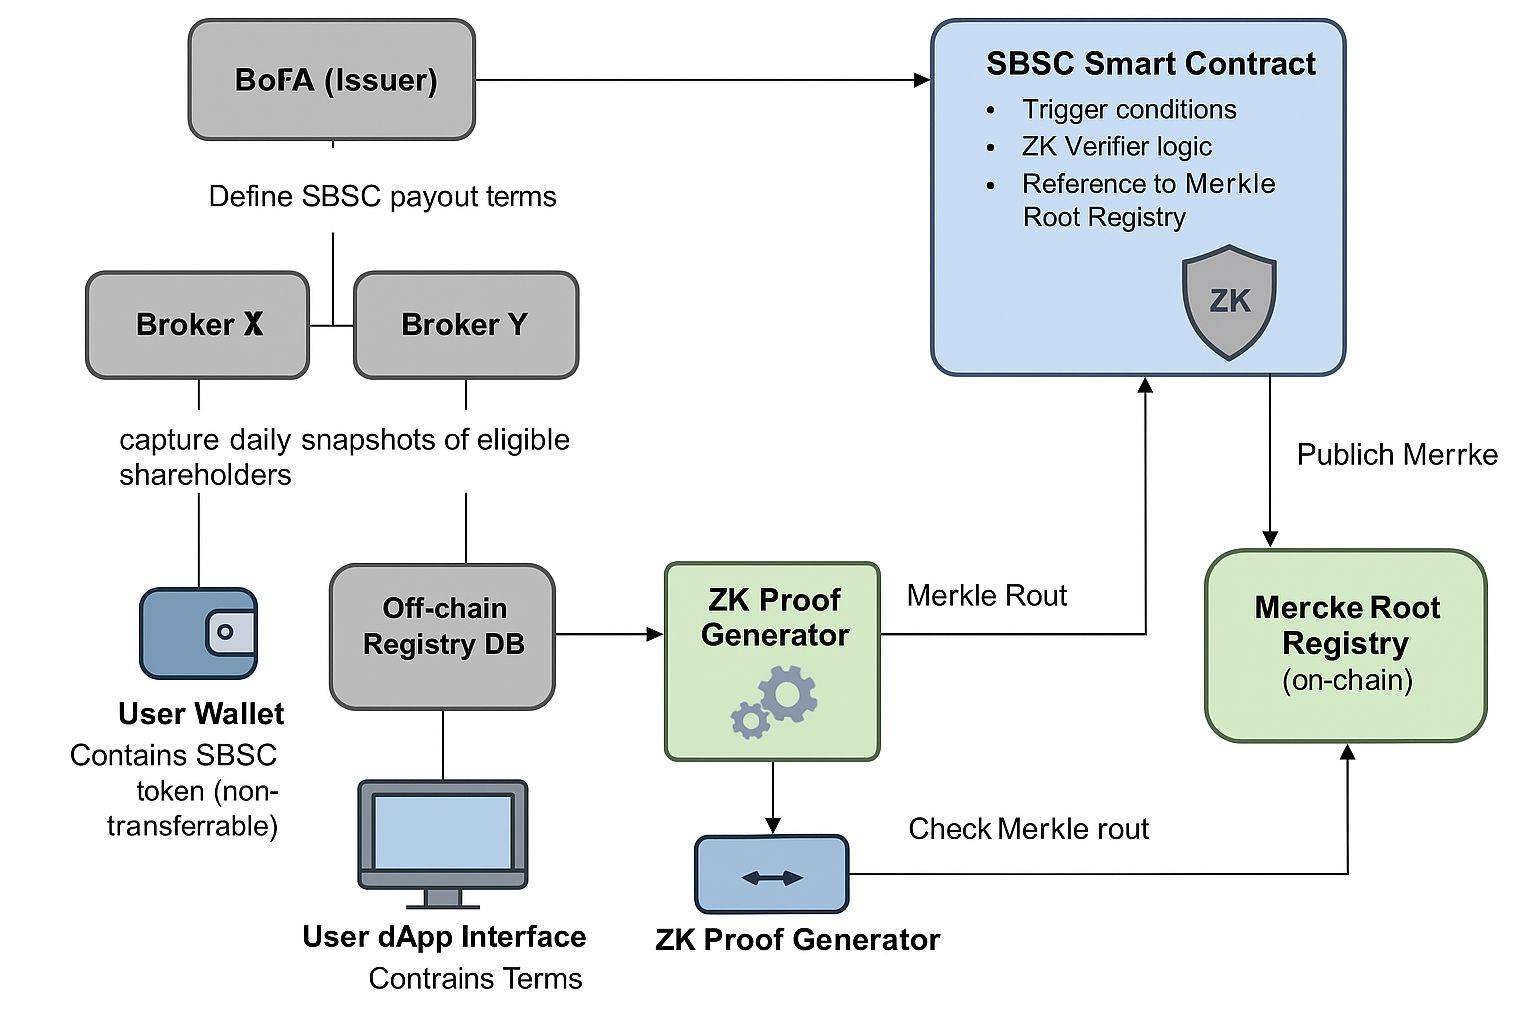 BoFA (Issuer)
SBSC Smart Contract
• Trigger conditions
• ZK Verifier logic
• Reference to Merkle
Root Registry
ZK
Define SBSC payout terms
Broker X
Broker Y
capture daily snapshots of eligible
shareholders
Publich Merrke
Off-chain
Registry DB
ZK Proof
Generator
Merkle Rout
Mercke Root
Registry
(on-chain)
User Wallet
Contains SBSC
token (non-
transferrable)
Check Merkle rout
User dApp Interface
Contrains Terms
ZK Proof Generator